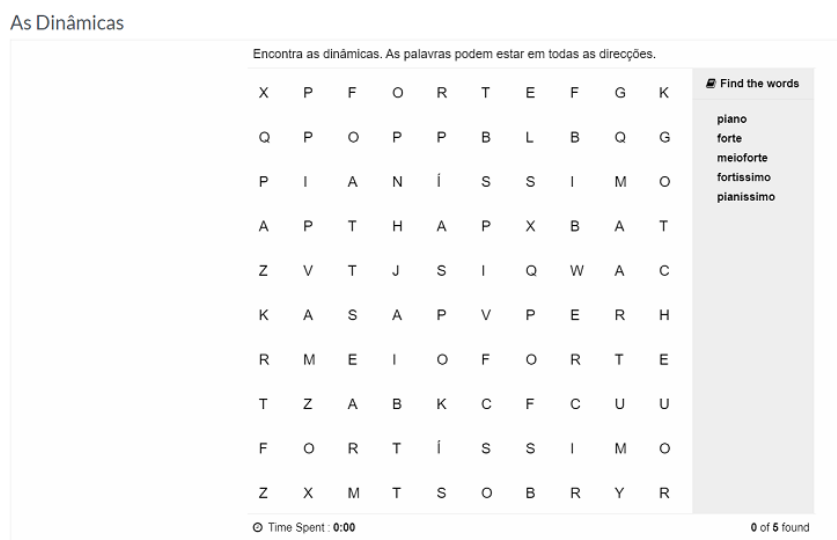 As Dinâmicas
Encontra as dinâmicas. As palavras podem estar em todas as direcções.
X P F O R T E F G K
Q P O P P B L B Q G
P I A N Í S S I M O
A P T H A P X B A T
Z V T J S I Q W A C
K A S A P V P E R H
R M E I O F O R T E
T Z A B K C F C U U
F O R T Í S S I M O
Z X M T S O B R Y R
Find the words
piano
forte
meioforte
fortissimo
pianissimo
Time Spent : 0:00
0 of 5 found